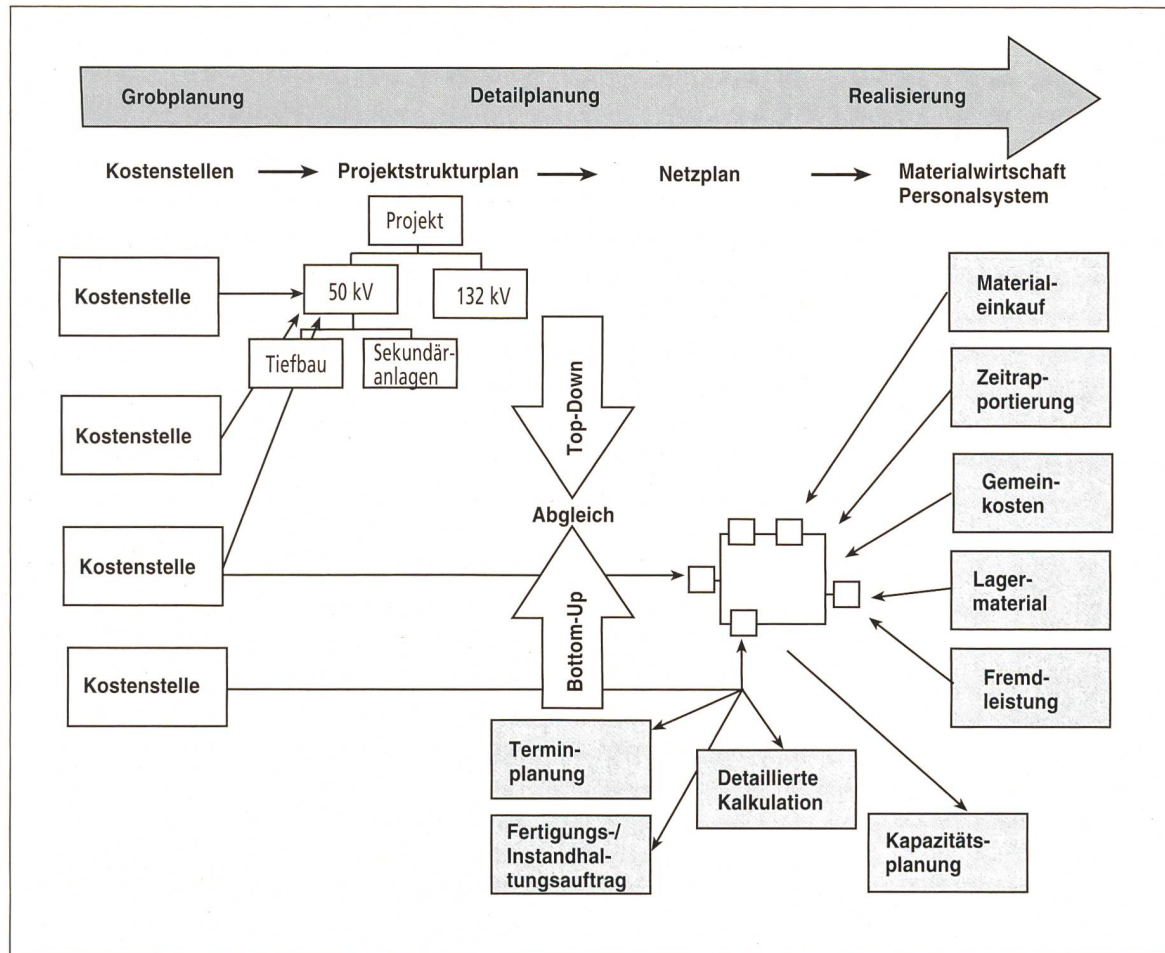 Grobplanung Detailplanung Realisierung
Kostenstellen Projektstrukturplan Netzplan Materialwirtschaft
Personalsystem
Projekt
50 kV 132 kV
Tiefbau Sekundär-
anlagen
Kostenstelle
Kostenstelle
Kostenstelle
Kostenstelle
Top-Down
Abgleich
Bottom-Up
Material-
einkauf
Zeitrap-
portierung
Gemein-
kosten
Lager-
material
Fremd-
leistung
Termin-
planung
Fertigungs-/
Instandhal-
tungsauftrag
Detaillierte
Kalkulation
Kapazitäts-
planung